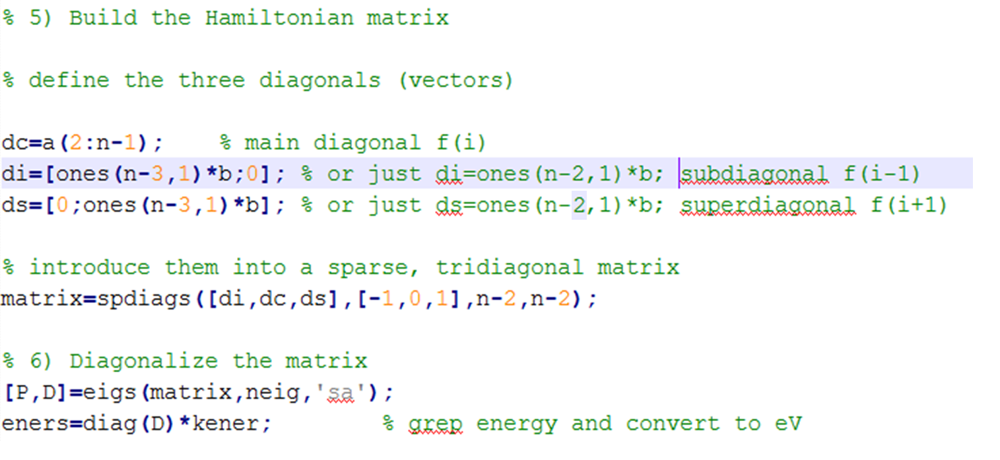 % 5) Build the Hamiltonian matrix
% define the three diagonals (vectors)
dc=a(2:n-1);    % main diagonal f(i)
di=[ones(n-3,1)*b;0]; % or just di=ones(n-2,1)*b; subdiagonal f(i-1)
ds=[0;ones(n-3,1)*b]; % or just ds=ones(n-2,1)*b; superdiagonal f(i+1)
% introduce them into a sparse, tridiagonal matrix
matrix=spdiags([di,dc,ds],[-1,0,1],n-2,n-2);
% 6) Diagonalize the matrix
[P,D]=eigs(matrix,neig,'sa');
eners=diag(D)*kener;        % grep energy and convert to eV